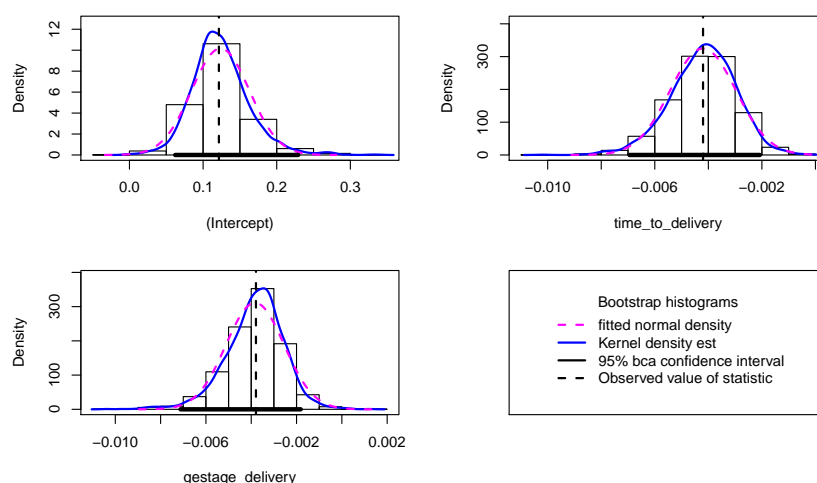 Density
12
10
8
6
4
2
0
0.0 0.1 0.2 0.3
(Intercept)
Density
300
100
0
−0.010 −0.006 −0.002
time_to_delivery
Density
300
100
0
−0.010 −0.006 −0.002 0.002
gestage_delivery
Bootstrap histograms
fitted normal density
Kernel density est
95% bca confidence interval
Observed value of statistic